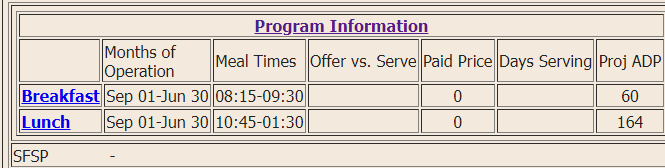 Program Information
Months of Operation Meal Times Offer vs. Serve Paid Price Days Serving Proj ADP
Breakfast Sep 01-Jun 30 08:15-09:30 0 60
Lunch Sep 01-Jun 30 10:45-01:30 0 164
SFSP -